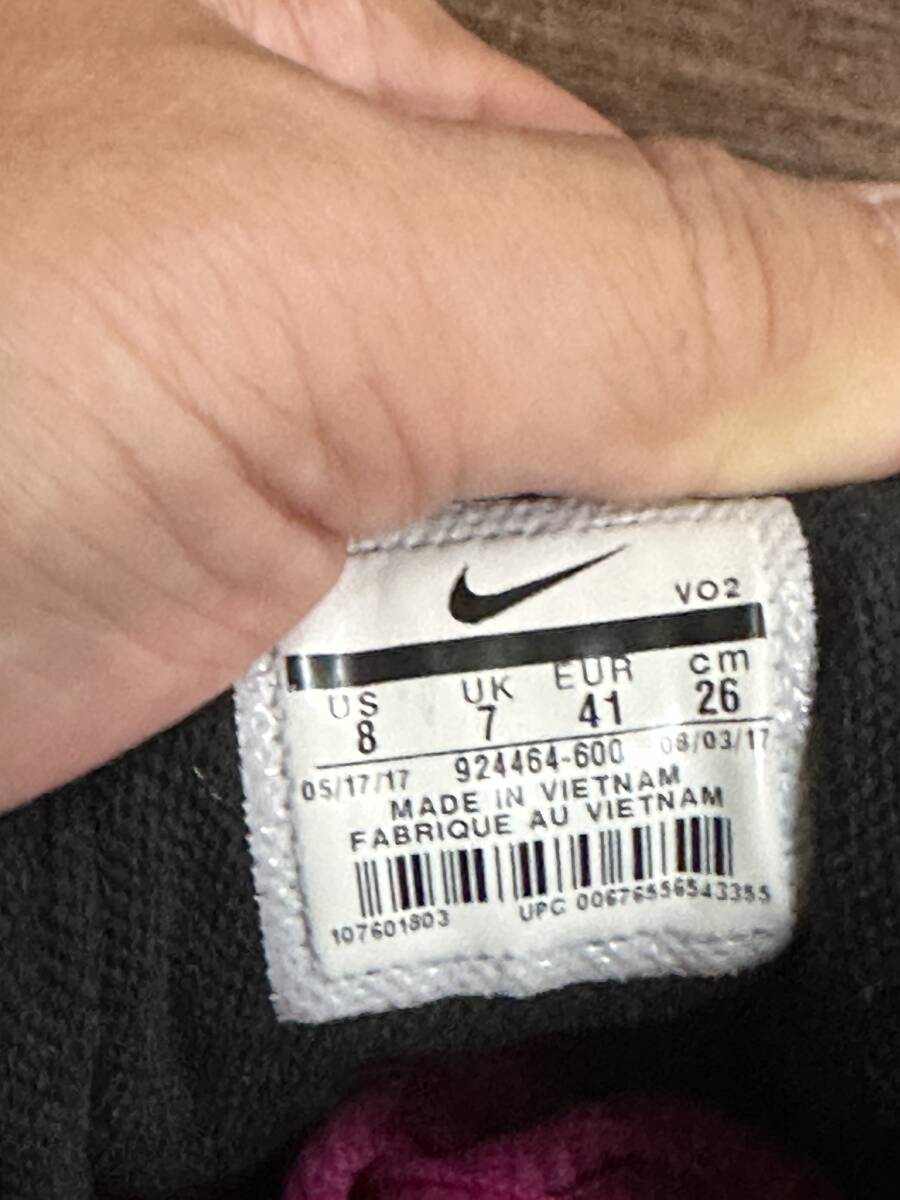 VO2
US UK EUR cm
8 7 41 26
05/17/17 924464-600 08/03/17
MADE IN VIETNAM
FABRIQUE AU VIETNAM
107601803 UPC 00676556543355